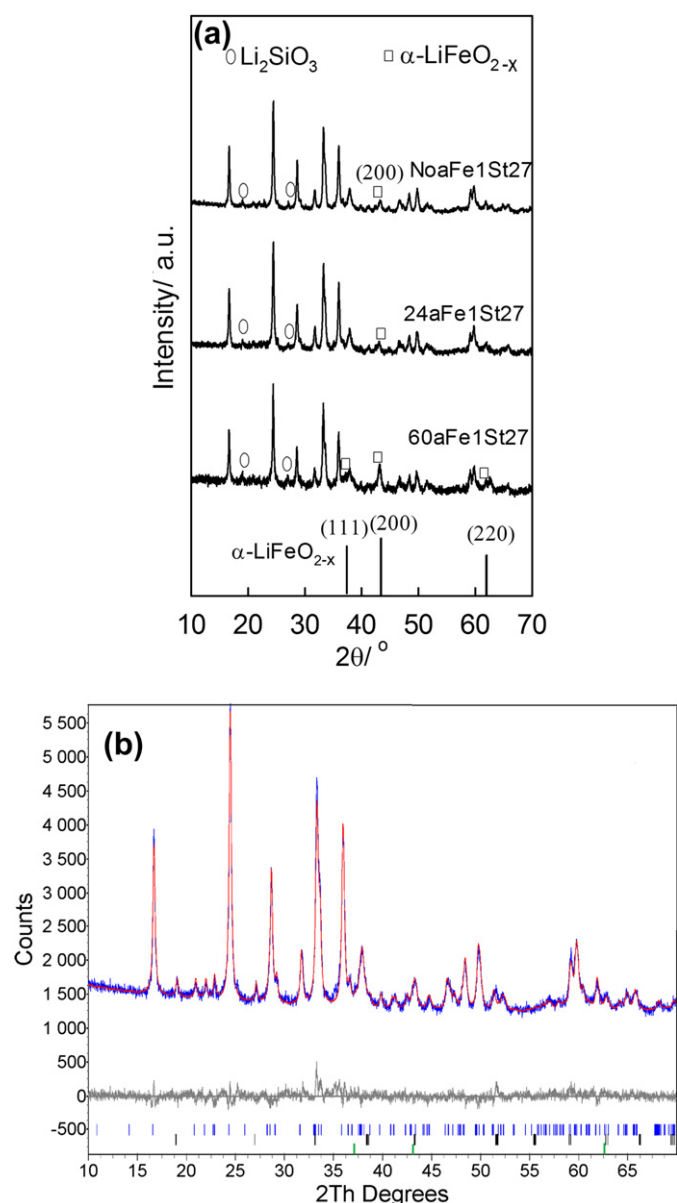 (a)
Li₂SiO₃ α-LiFeO₂₋ₓ
(200) NoaFe1St27
24aFe1St27
60aFe1St27
(111) (200) (220)
α-LiFeO₂₋ₓ
Intensity/ a.u.
10 20 30 40 50 60 70
2θ/ °
(b)
5 500
5 000
4 500
4 000
3 500
3 000
2 500
2 000
1 500
1 000
500
0
-500
Counts
10 15 20 25 30 35 40 45 50 55 60 65
2Th Degrees